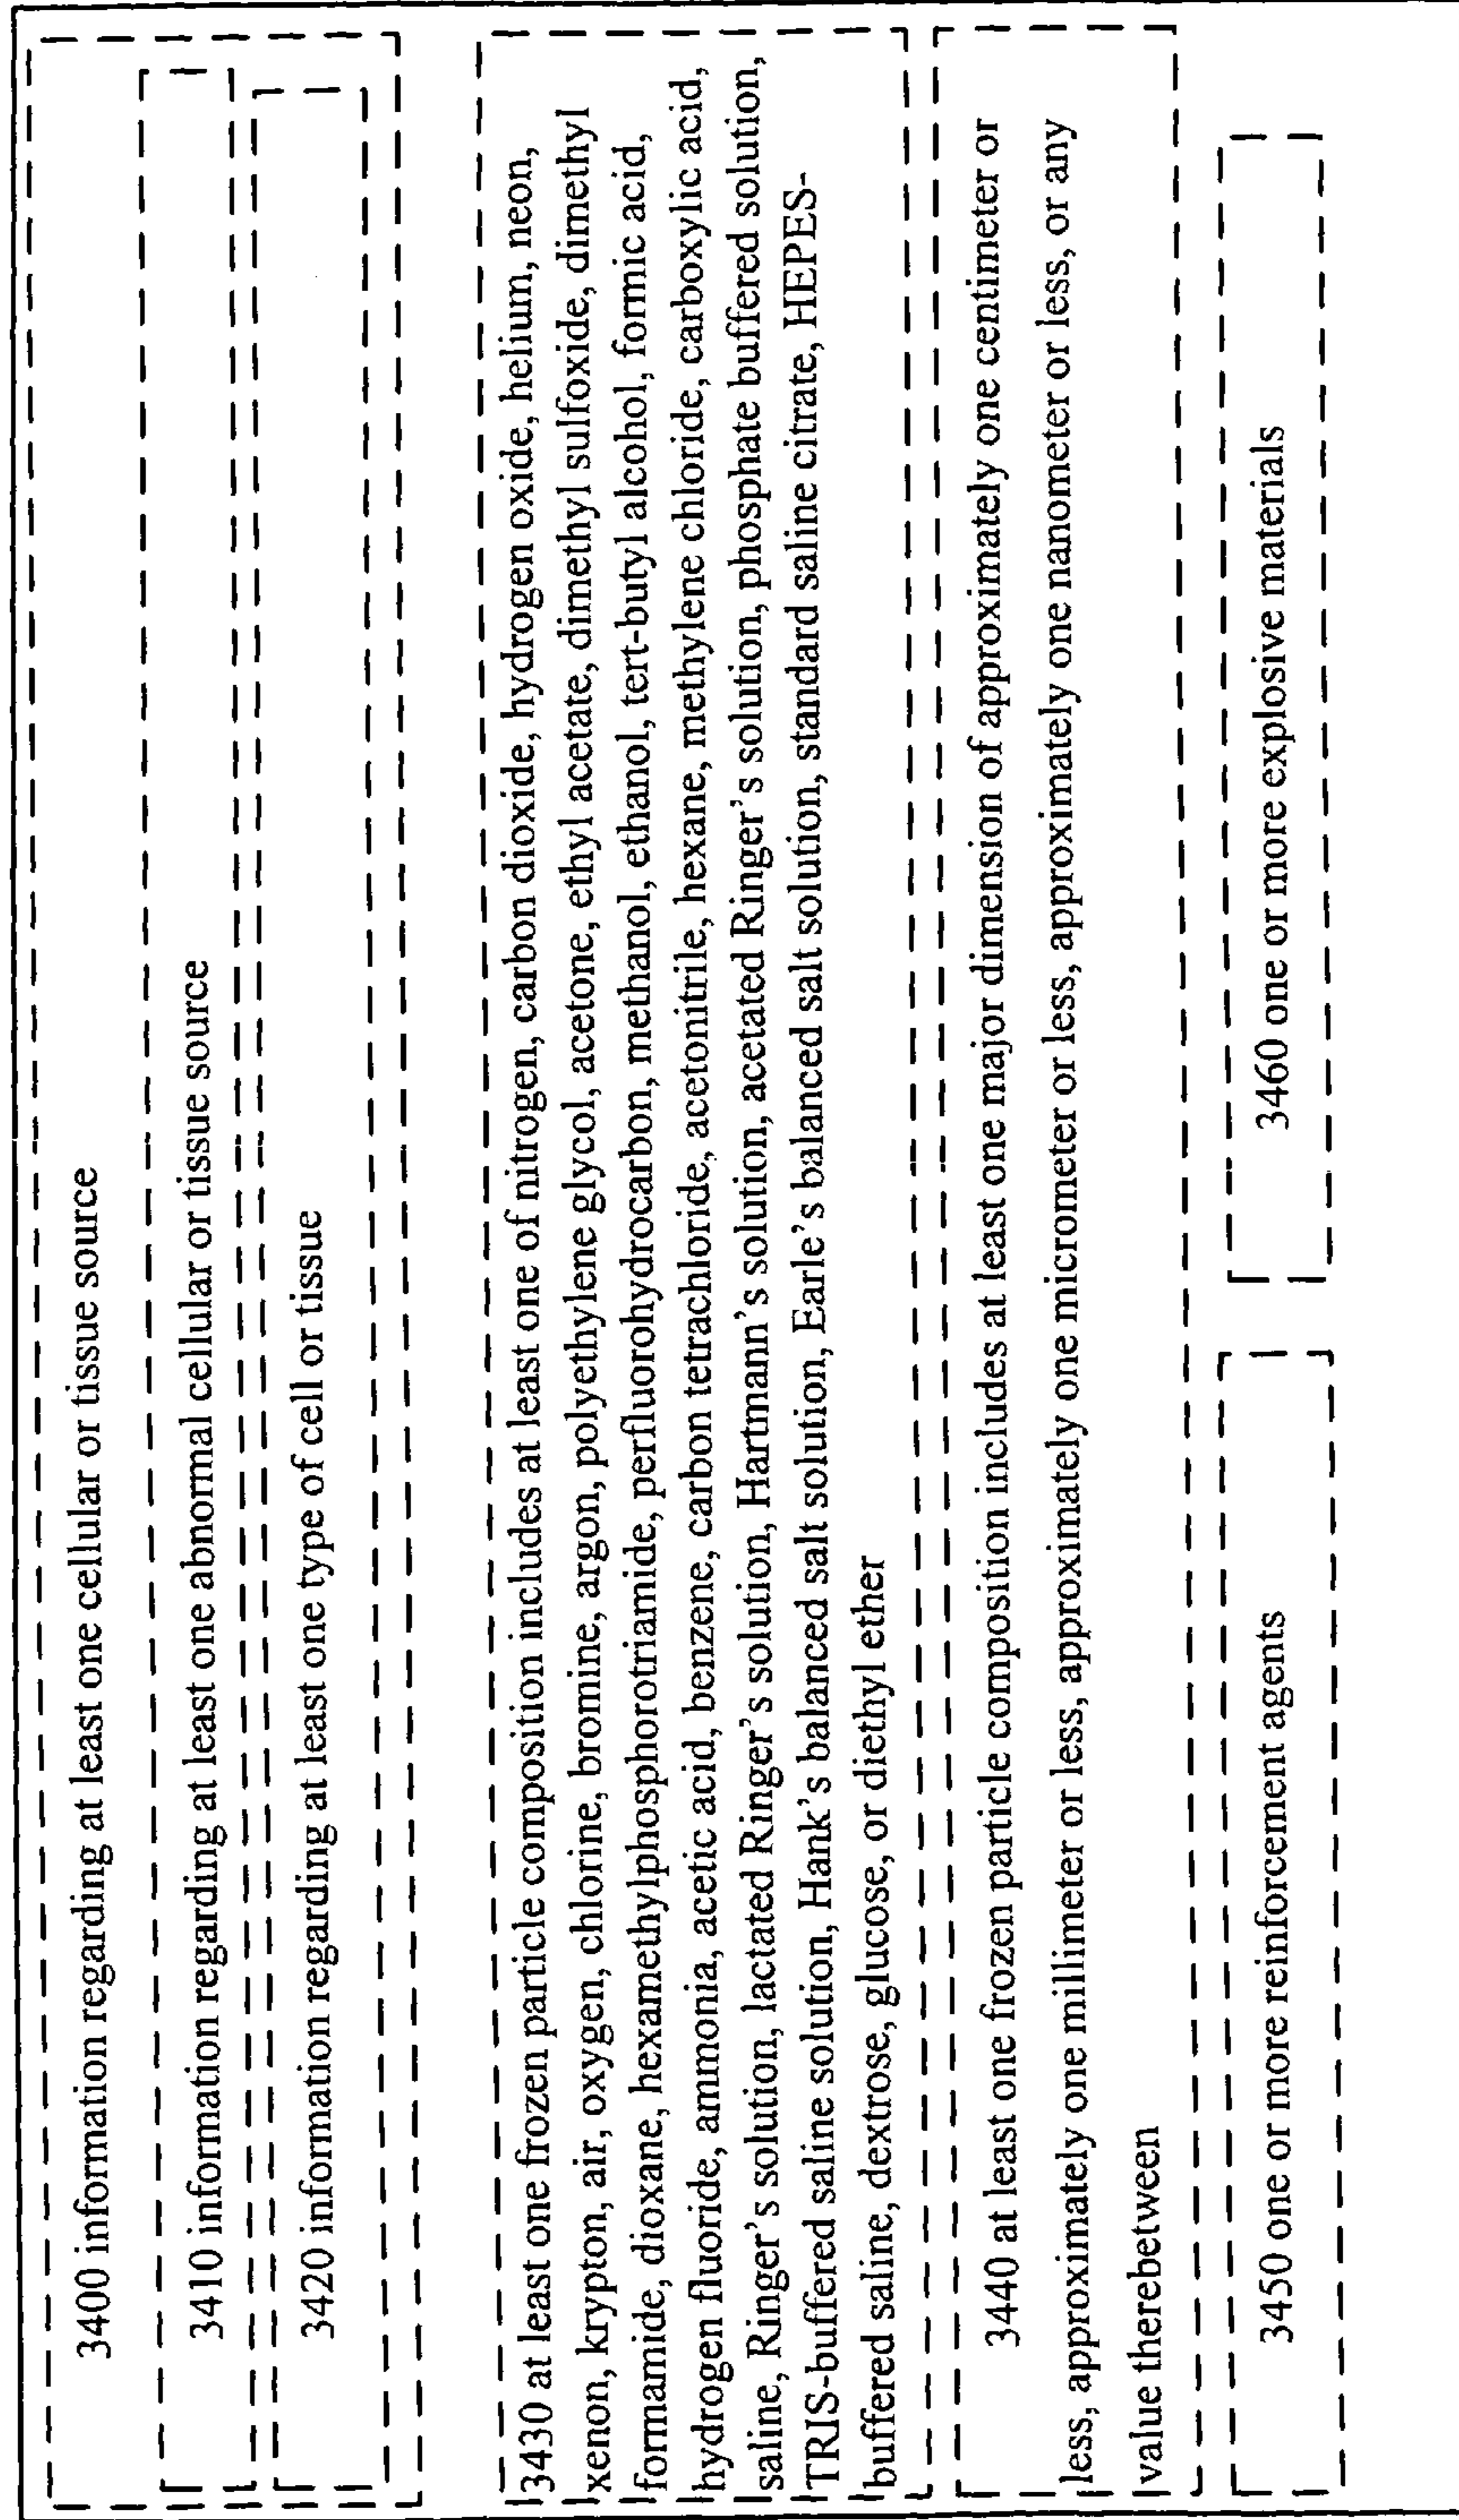 3400 information regarding at least one cellular or tissue source
3410 information regarding at least one abnormal cellular or tissue source
3420 information regarding at least one type of cell or tissue
3430 at least one frozen particle composition includes at least one of nitrogen, carbon dioxide, hydrogen oxide, helium, neon,
xenon, krypton, air, oxygen, chlorine, bromine, argon, polyethylene glycol, acetone, ethyl acetate, dimethyl sulfoxide, dimethyl
formamide, dioxane, hexamethylphosphorotriamide, perfluorohydrocarbon, methanol, ethanol, tert-butyl alcohol, formic acid,
hydrogen fluoride, ammonia, acetic acid, benzene, carbon tetrachloride, acetonitrile, hexane, methylene chloride, carboxylic acid,
saline, Ringer's solution, lactated Ringer's solution, Hartmann's solution, acetated Ringer's solution, phosphate buffered solution,
TRIS-buffered saline solution, Hank's balanced salt solution, Earle's balanced salt solution, standard saline citrate, HEPES-
buffered saline, dextrose, glucose, or diethyl ether
3440 at least one frozen particle composition includes at least one major dimension of approximately one centimeter or
less, approximately one millimeter or less, approximately one micrometer or less, approximately one nanometer or less, or any
value therebetween
3450 one or more reinforcement agents
3460 one or more explosive materials